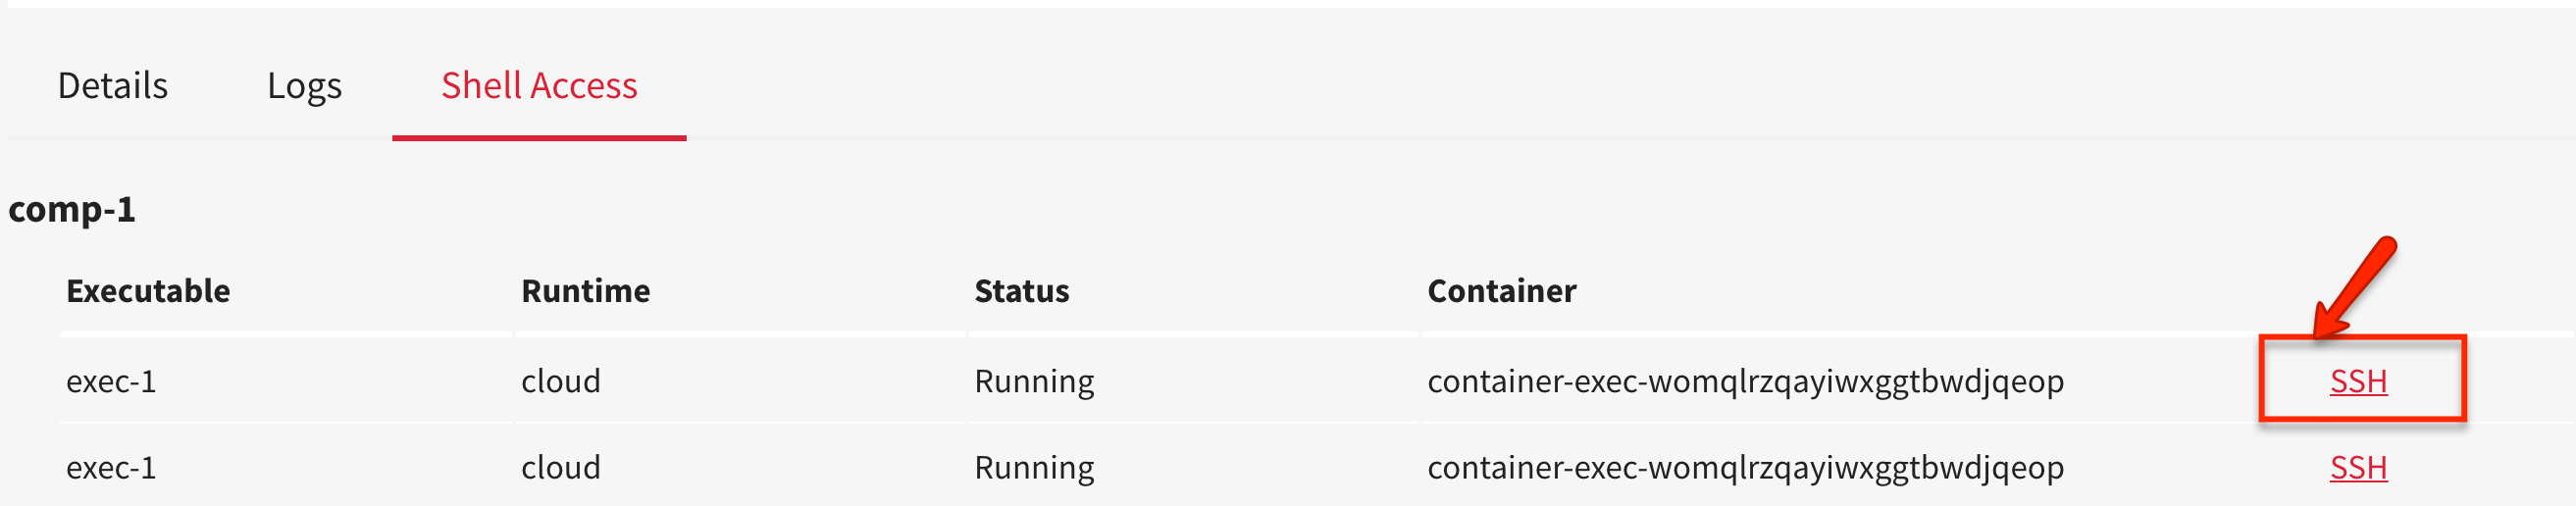 Details Logs Shell Access
comp-1
Executable Runtime Status Container
exec-1 cloud Running container-exec-womqlrzqayiwxggtbwdjqeop SSH
exec-1 cloud Running container-exec-womqlrzqayiwxggtbwdjqeop SSH